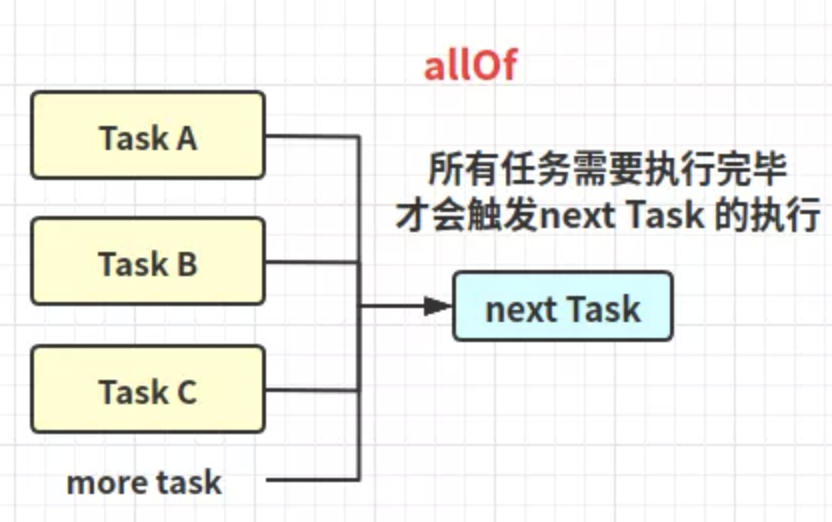 allOf
Task A
所有任务需要执行完毕
才会触发next Task 的执行
Task B
next Task
Task C
more task